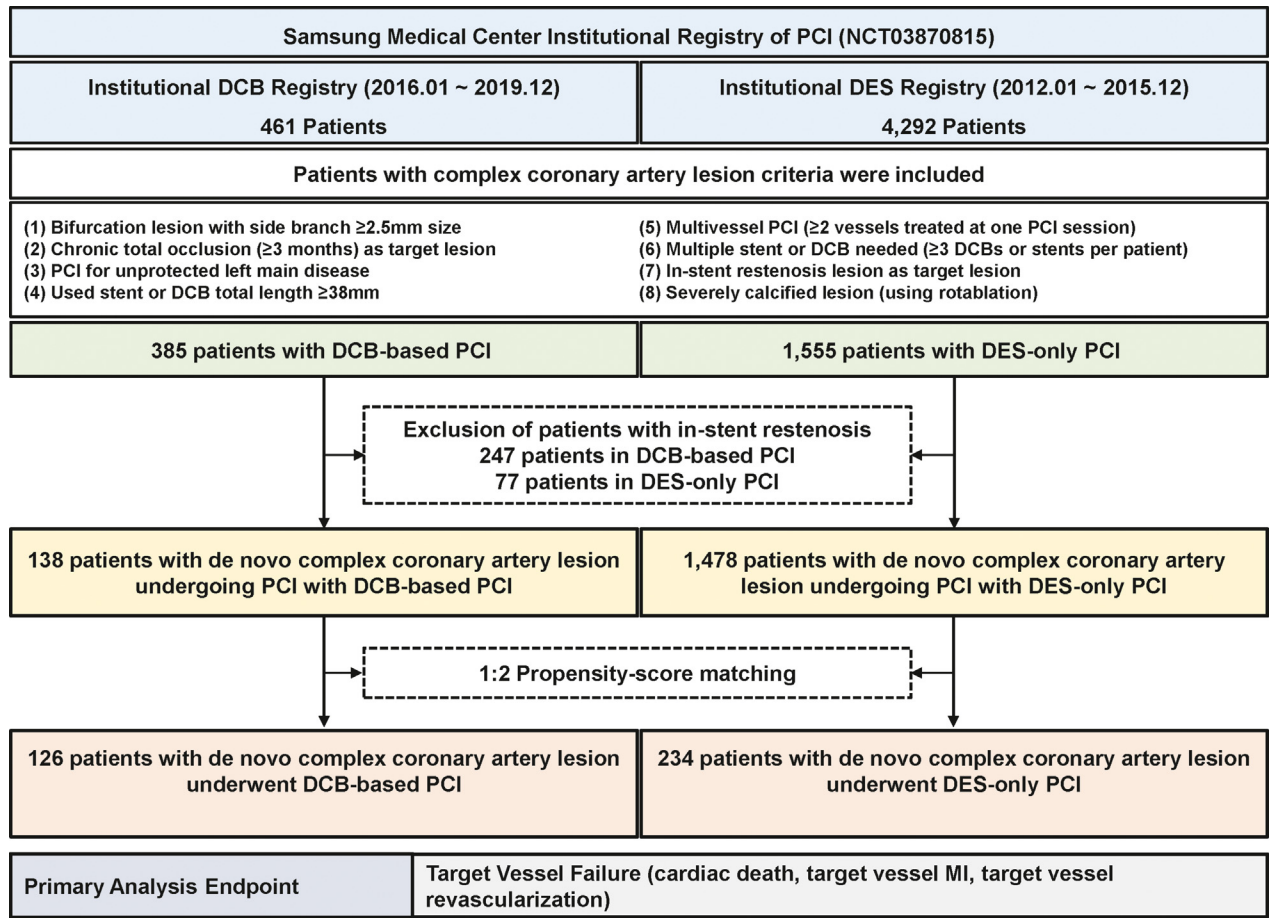 Samsung Medical Center Institutional Registry of PCI (NCT03870815)
Institutional DCB Registry (2016.01 ~ 2019.12)
461 Patients
Institutional DES Registry (2012.01 ~ 2015.12)
4,292 Patients
Patients with complex coronary artery lesion criteria were included
(1) Bifurcation lesion with side branch ≥2.5mm size
(2) Chronic total occlusion (≥3 months) as target lesion
(3) PCI for unprotected left main disease
(4) Used stent or DCB total length ≥38mm
(5) Multivessel PCI (≥2 vessels treated at one PCI session)
(6) Multiple stent or DCB needed (≥3 DCBs or stents per patient)
(7) In-stent restenosis lesion as target lesion
(8) Severely calcified lesion (using rotablation)
385 patients with DCB-based PCI
1,555 patients with DES-only PCI
Exclusion of patients with in-stent restenosis
247 patients in DCB-based PCI
77 patients in DES-only PCI
138 patients with de novo complex coronary artery lesion
undergoing PCI with DCB-based PCI
1,478 patients with de novo complex coronary artery
lesion undergoing PCI with DES-only PCI
1:2 Propensity-score matching
126 patients with de novo complex coronary artery lesion
underwent DCB-based PCI
234 patients with de novo complex coronary artery lesion
underwent DES-only PCI
Primary Analysis Endpoint
Target Vessel Failure (cardiac death, target vessel MI, target vessel
revascularization)